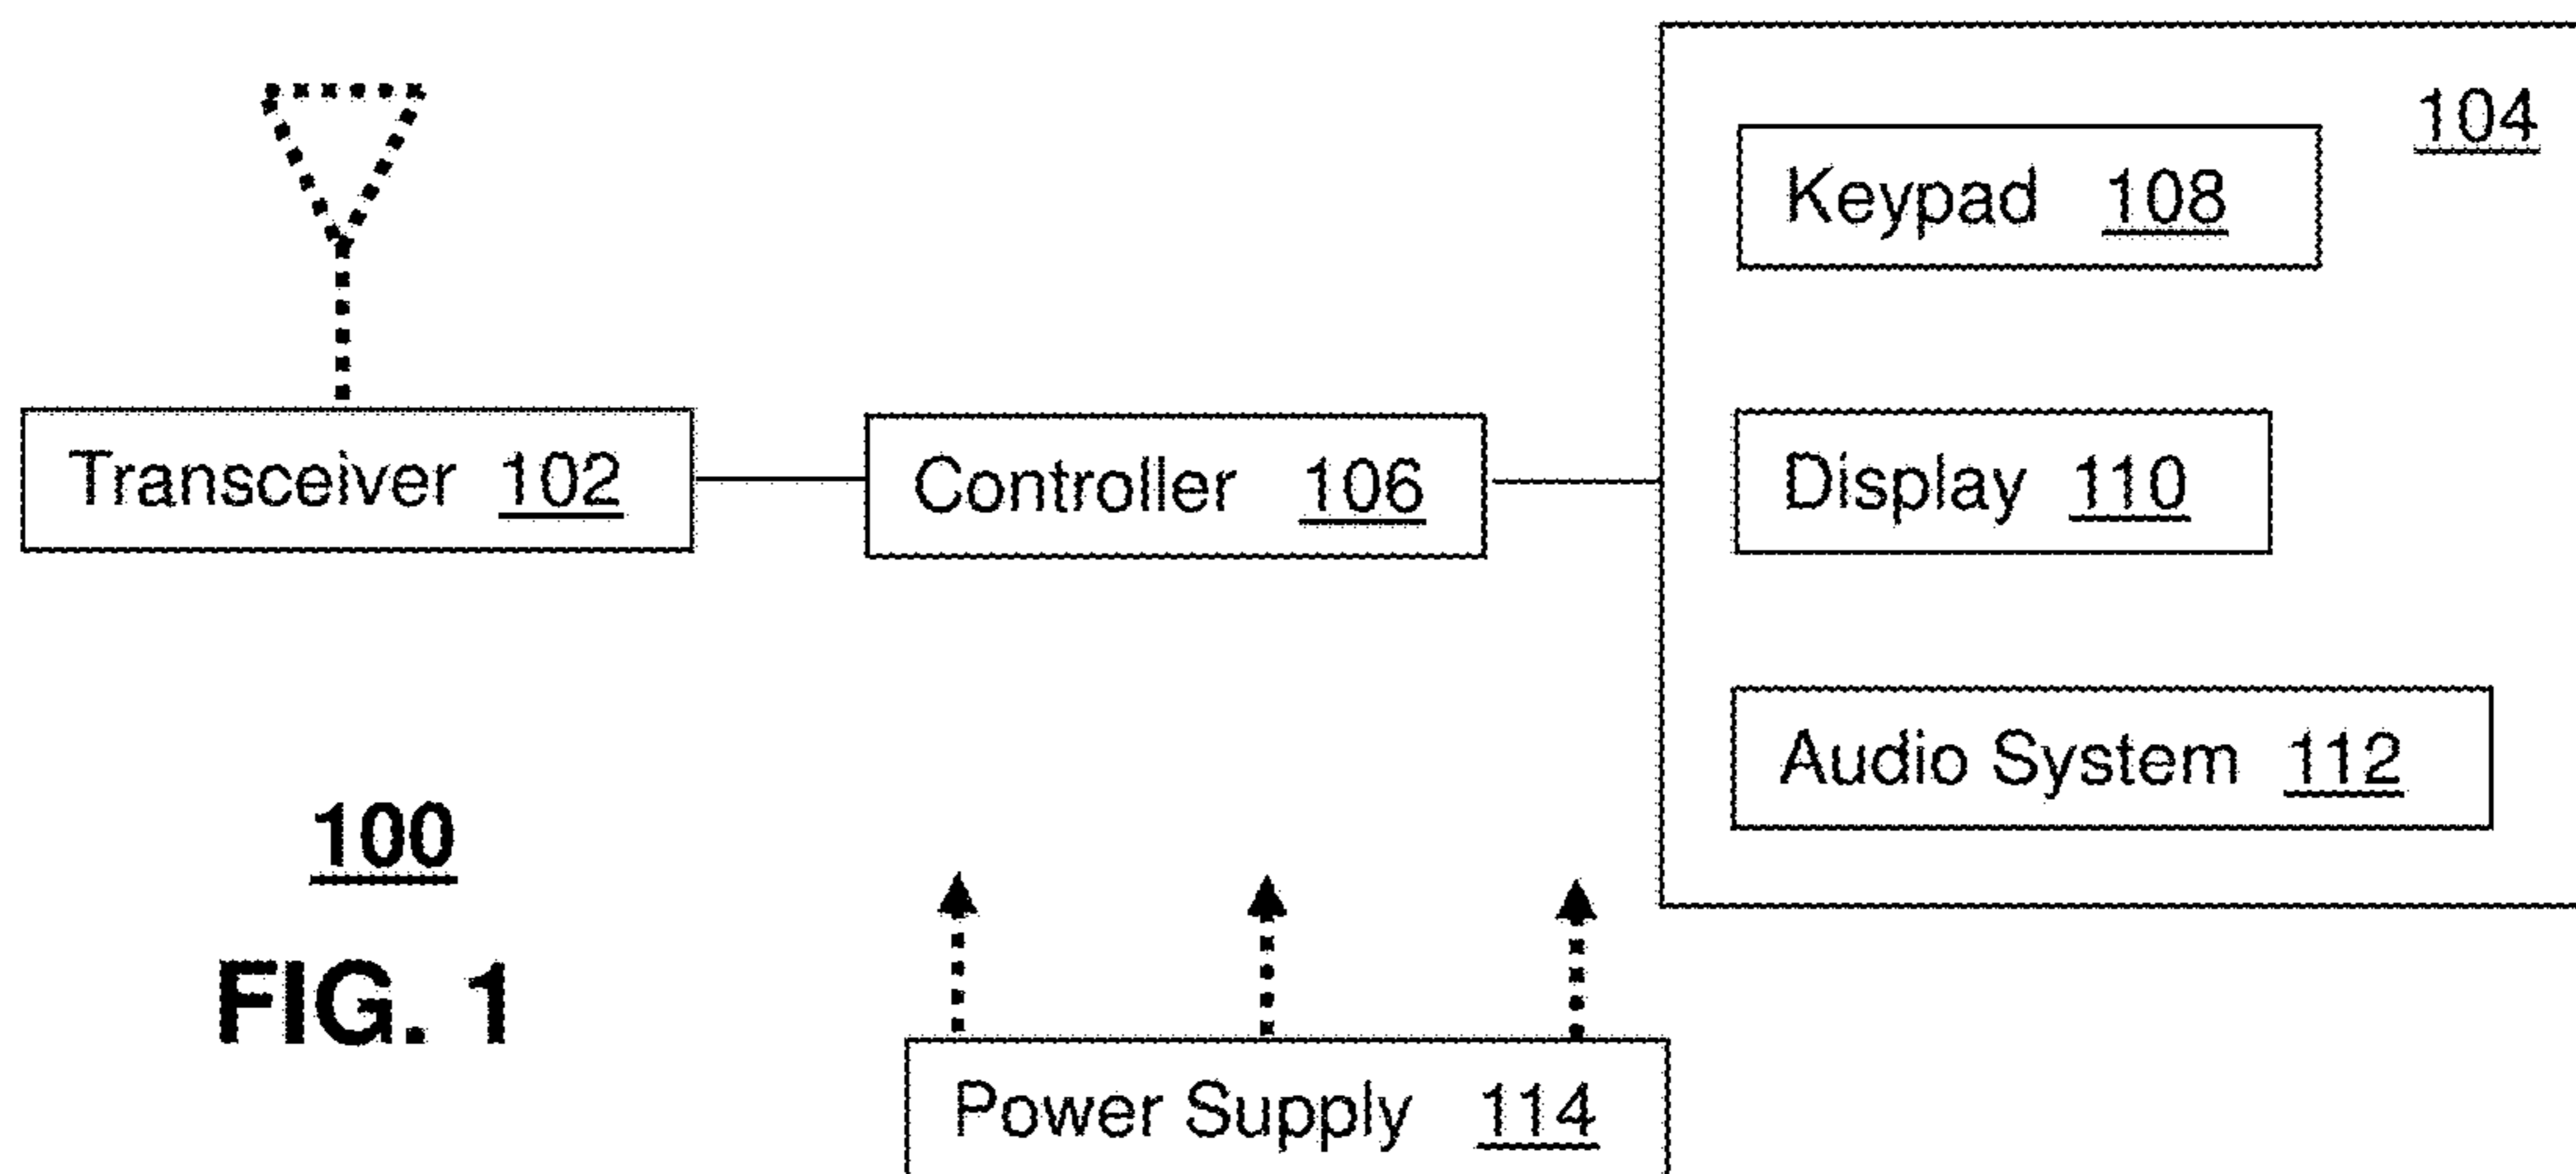 104
Keypad 108
Transceiver 102
Controller 106
Display 110
Audio System 112
100
FIG. 1
Power Supply 114